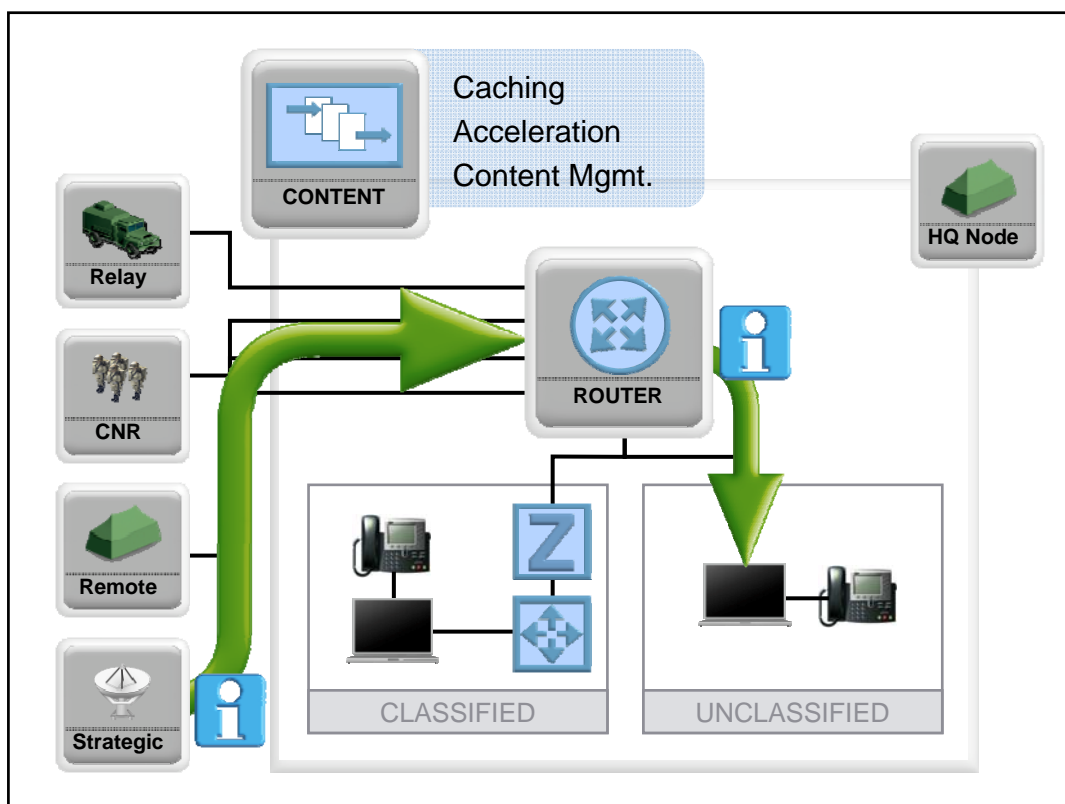 Caching
Acceleration
Content Mgmt.
CONTENT
HQ Node
Relay
CNR
ROUTER
i
Remote
Z
Strategic
i
CLASSIFIED
UNCLASSIFIED